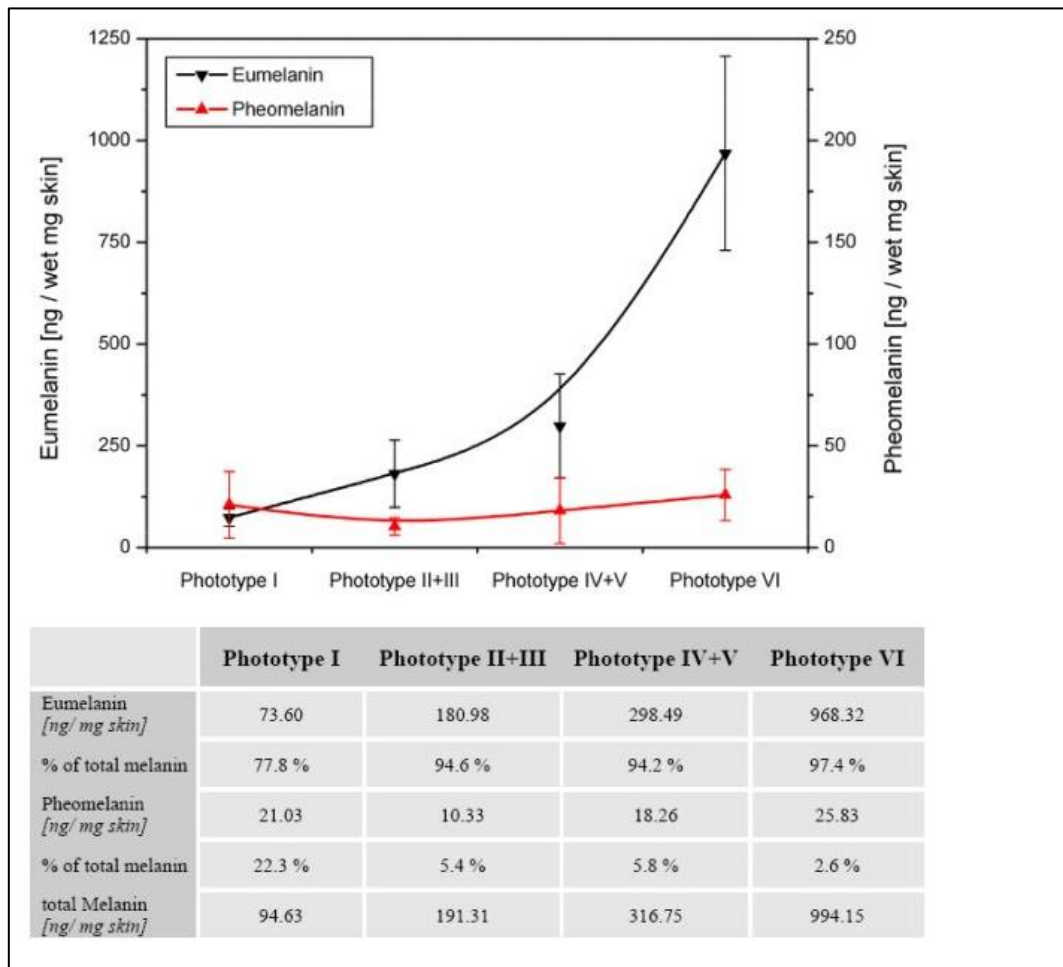 1250
1000
750
500
250
0
Eumelanin [ng / wet mg skin]
Eumelanin
Pheomelanin
250
200
150
100
50
0
Pheomelanin [ng / wet mg skin]
Phototype I Phototype II+III Phototype IV+V Phototype VI
Phototype I Phototype II+III Phototype IV+V Phototype VI
Eumelanin
[ng/ mg skin] 73.60 180.98 298.49 968.32
% of total melanin 77.8 % 94.6 % 94.2 % 97.4 %
Pheomelanin
[ng/ mg skin] 21.03 10.33 18.26 25.83
% of total melanin 22.3 % 5.4 % 5.8 % 2.6 %
total Melanin
[ng/ mg skin] 94.63 191.31 316.75 994.15